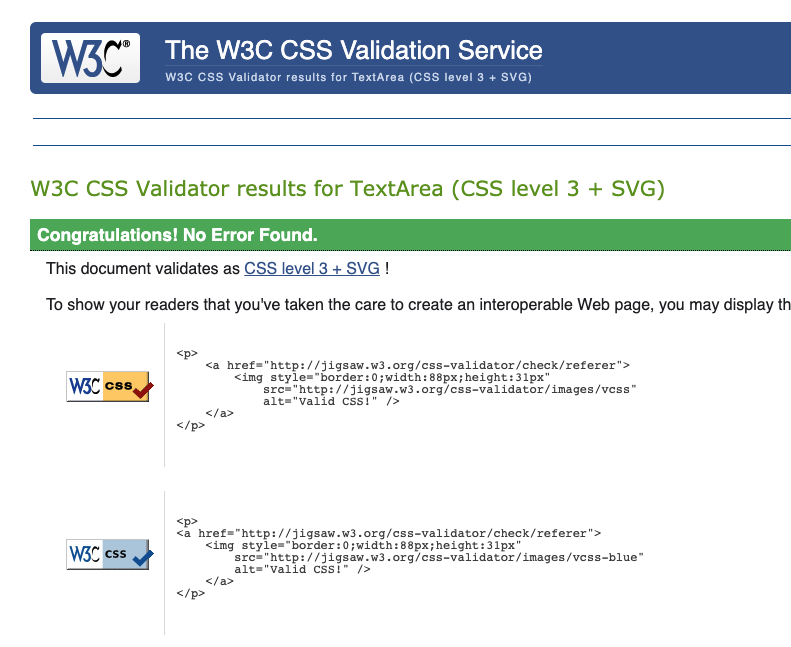 W3C®
The W3C CSS Validation Service
W3C CSS Validator results for TextArea (CSS level 3 + SVG)
W3C CSS Validator results for TextArea (CSS level 3 + SVG)
Congratulations! No Error Found.
This document validates as CSS level 3 + SVG !
To show your readers that you've taken the care to create an interoperable Web page, you may display th
W3C css
<p>
<a href="http://jigsaw.w3.org/css-validator/check/referer">
<img style="border:0;width:88px;height:31px"
src="http://jigsaw.w3.org/css-validator/images/vcss"
alt="Valid CSS!" />
</a>
</p>
W3C css
<p>
<a href="http://jigsaw.w3.org/css-validator/check/referer">
<img style="border:0;width:88px;height:31px"
src="http://jigsaw.w3.org/css-validator/images/vcss-blue"
alt="Valid CSS!" />
</a>
</p>